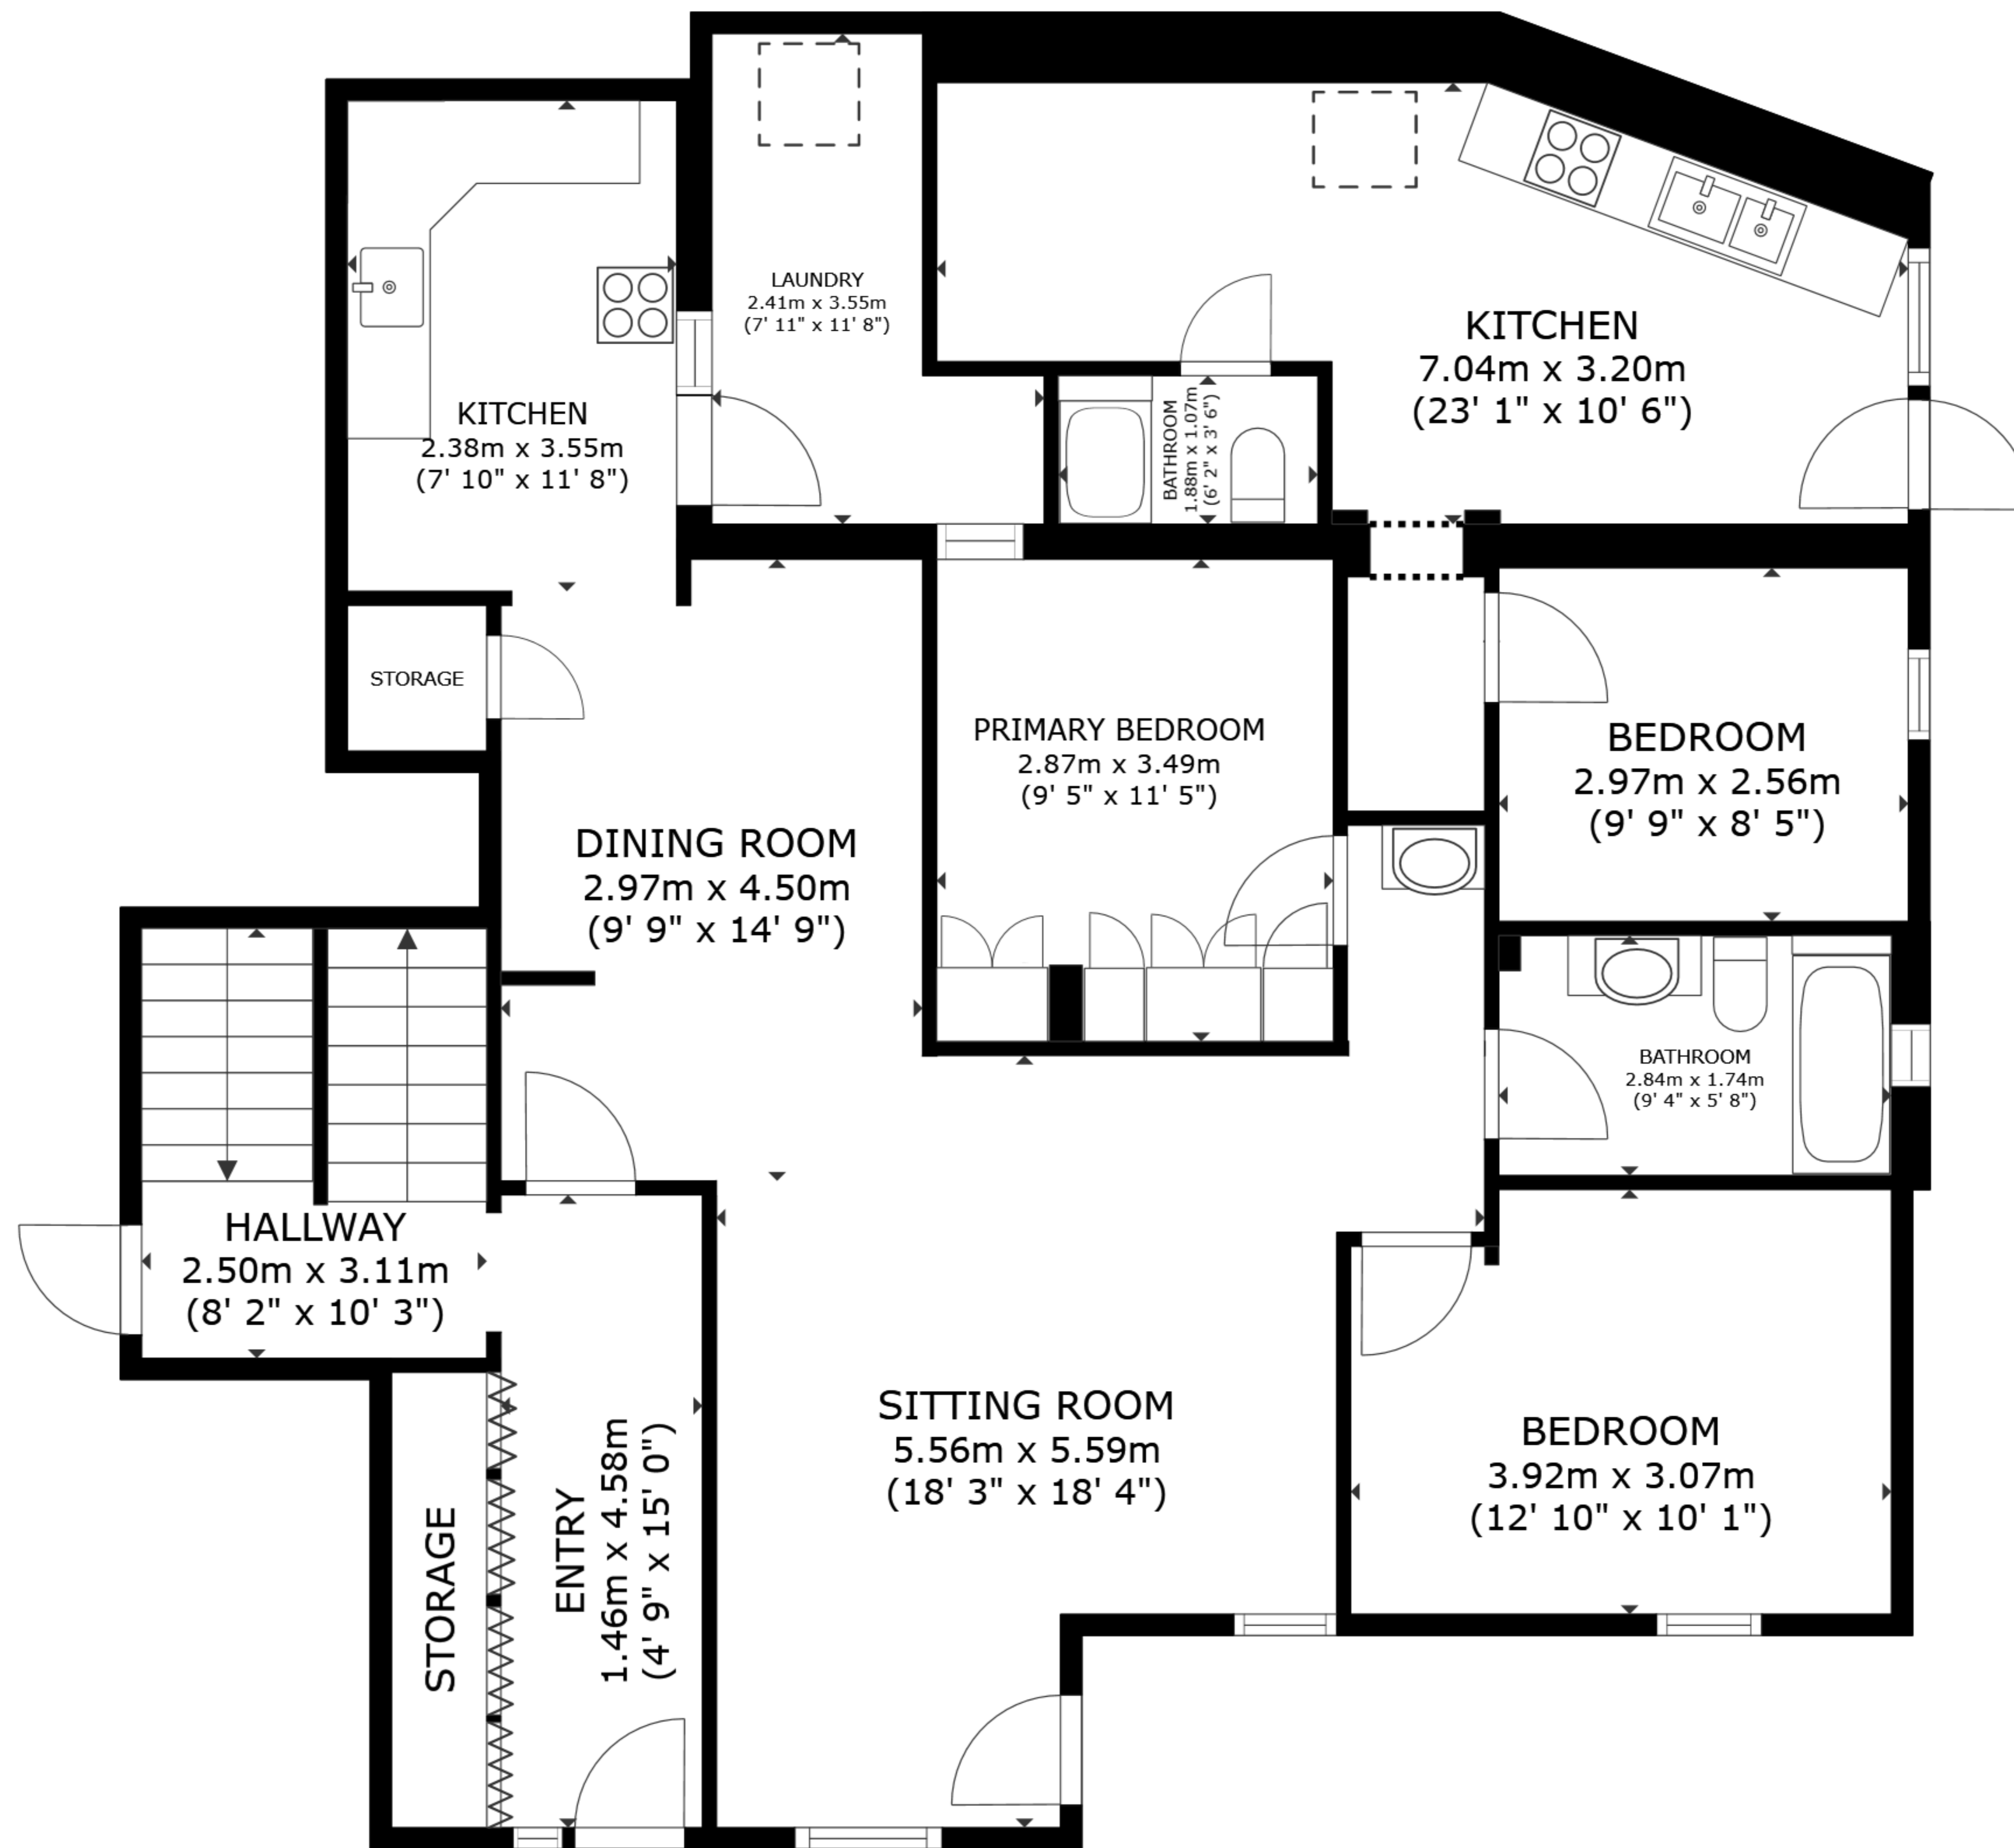 LAUNDRY
2.41m x 3.55m
(7' 11" x 11' 8")
KITCHEN
7.04m x 3.20m
(23' 1" x 10' 6")
KITCHEN
2.38m x 3.55m
(7' 10" x 11' 8")
BATHROOM
1.88m x 1.07m
(6' 2" x 3' 6")
STORAGE
PRIMARY BEDROOM
2.87m x 3.49m
(9' 5" x 11' 5")
BEDROOM
2.97m x 2.56m
(9' 9" x 8' 5")
DINING ROOM
2.97m x 4.50m
(9' 9" x 14' 9")
BATHROOM
2.84m x 1.74m
(9' 4" x 5' 8")
HALLWAY
2.50m x 3.11m
(8' 2" x 10' 3")
SITTING ROOM
5.56m x 5.59m
(18' 3" x 18' 4")
BEDROOM
3.92m x 3.07m
(12' 10" x 10' 1")
STORAGE
ENTRY
1.46m x 4.58m
(4' 9" x 15' 0")